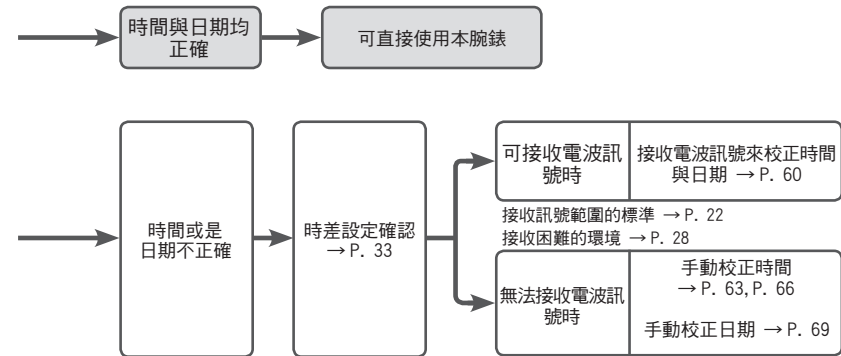 時間與日期均
正確
可直接使用本腕錶
時間或是
日期不正確
時差設定確認
→ P. 33
可接收電波訊
號時
接收電波訊號來校正時間
與日期 → P. 60
接收訊號範圍的標準 → P. 22
接收困難的環境 → P. 28
無法接收電波訊
號時
手動校正時間
→ P. 63, P. 66
手動校正日期 → P. 69